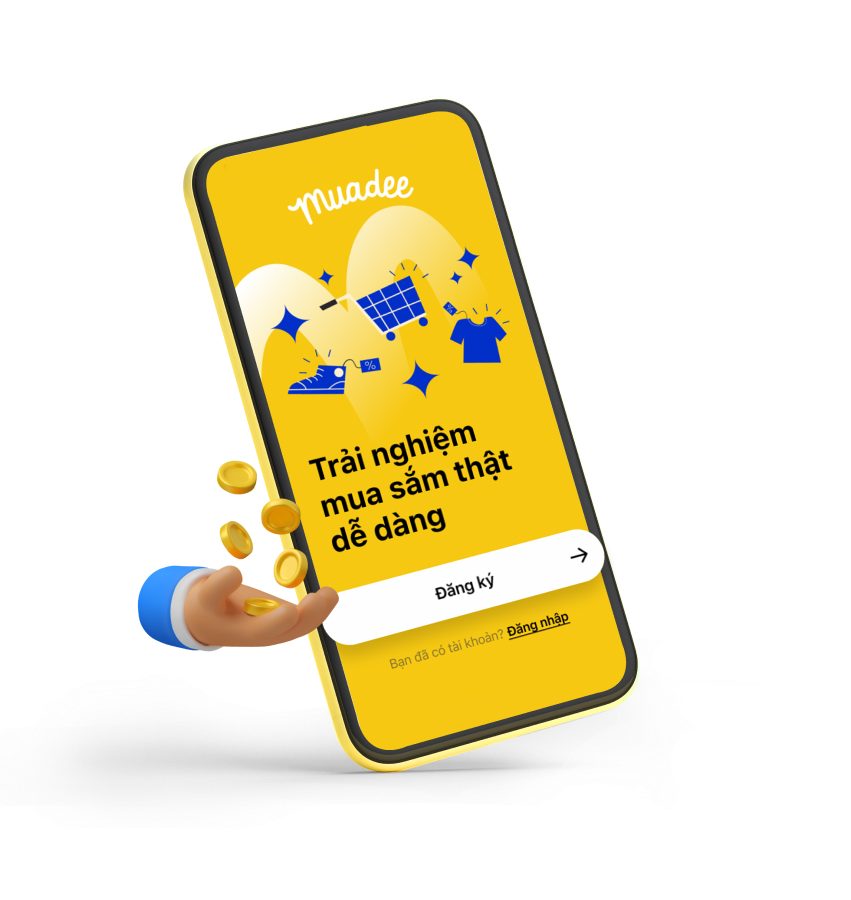 muadee
%
%
Trải nghiệm
mua sắm thật
dễ dàng
Đăng ký
Bạn đã có tài khoản? Đăng nhập